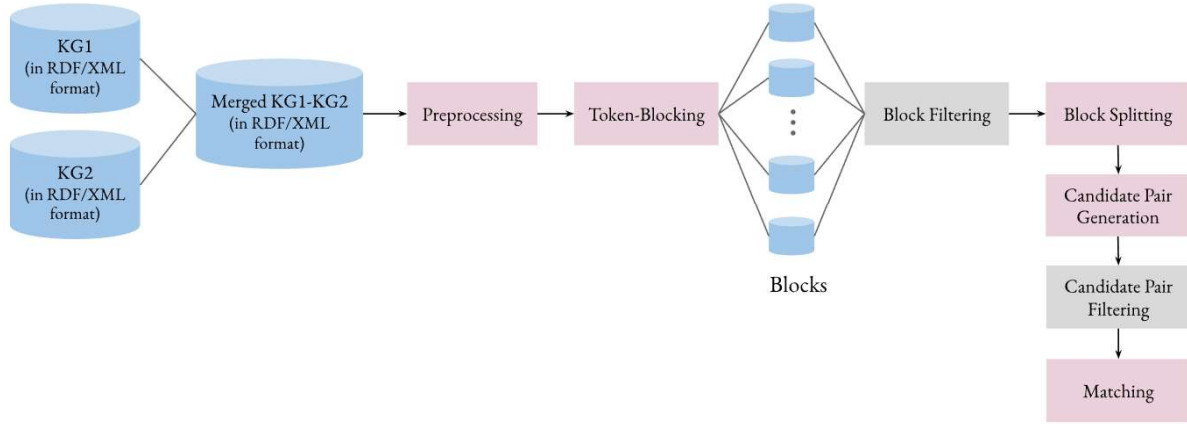 KG1
(in RDF/XML
format)
KG2
(in RDF/XML
format)
Merged KG1-KG2
(in RDF/XML
format)
Preprocessing
Token-Blocking
Blocks
Block Filtering
Block Splitting
Candidate Pair
Generation
Candidate Pair
Filtering
Matching